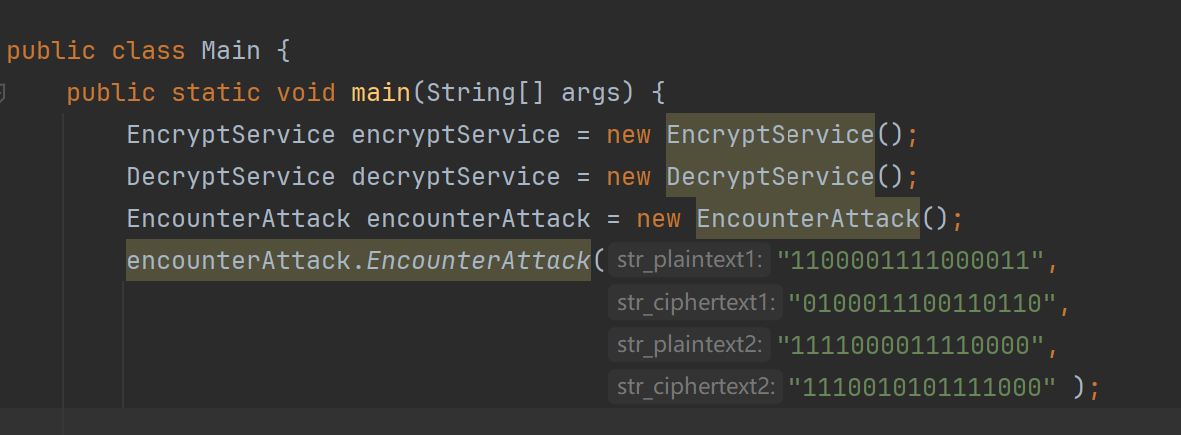 public class Main {
public static void main(String[] args) {
EncryptService encryptService = new EncryptService();
DecryptService decryptService = new DecryptService();
EncounterAttack encounterAttack = new EncounterAttack();
encounterAttack.EncounterAttack( str_plaintext1: "1100001111000011",
str_ciphertext1: "0100011100110110",
str_plaintext2: "1111000011110000",
str_ciphertext2: "1110010101111000" );